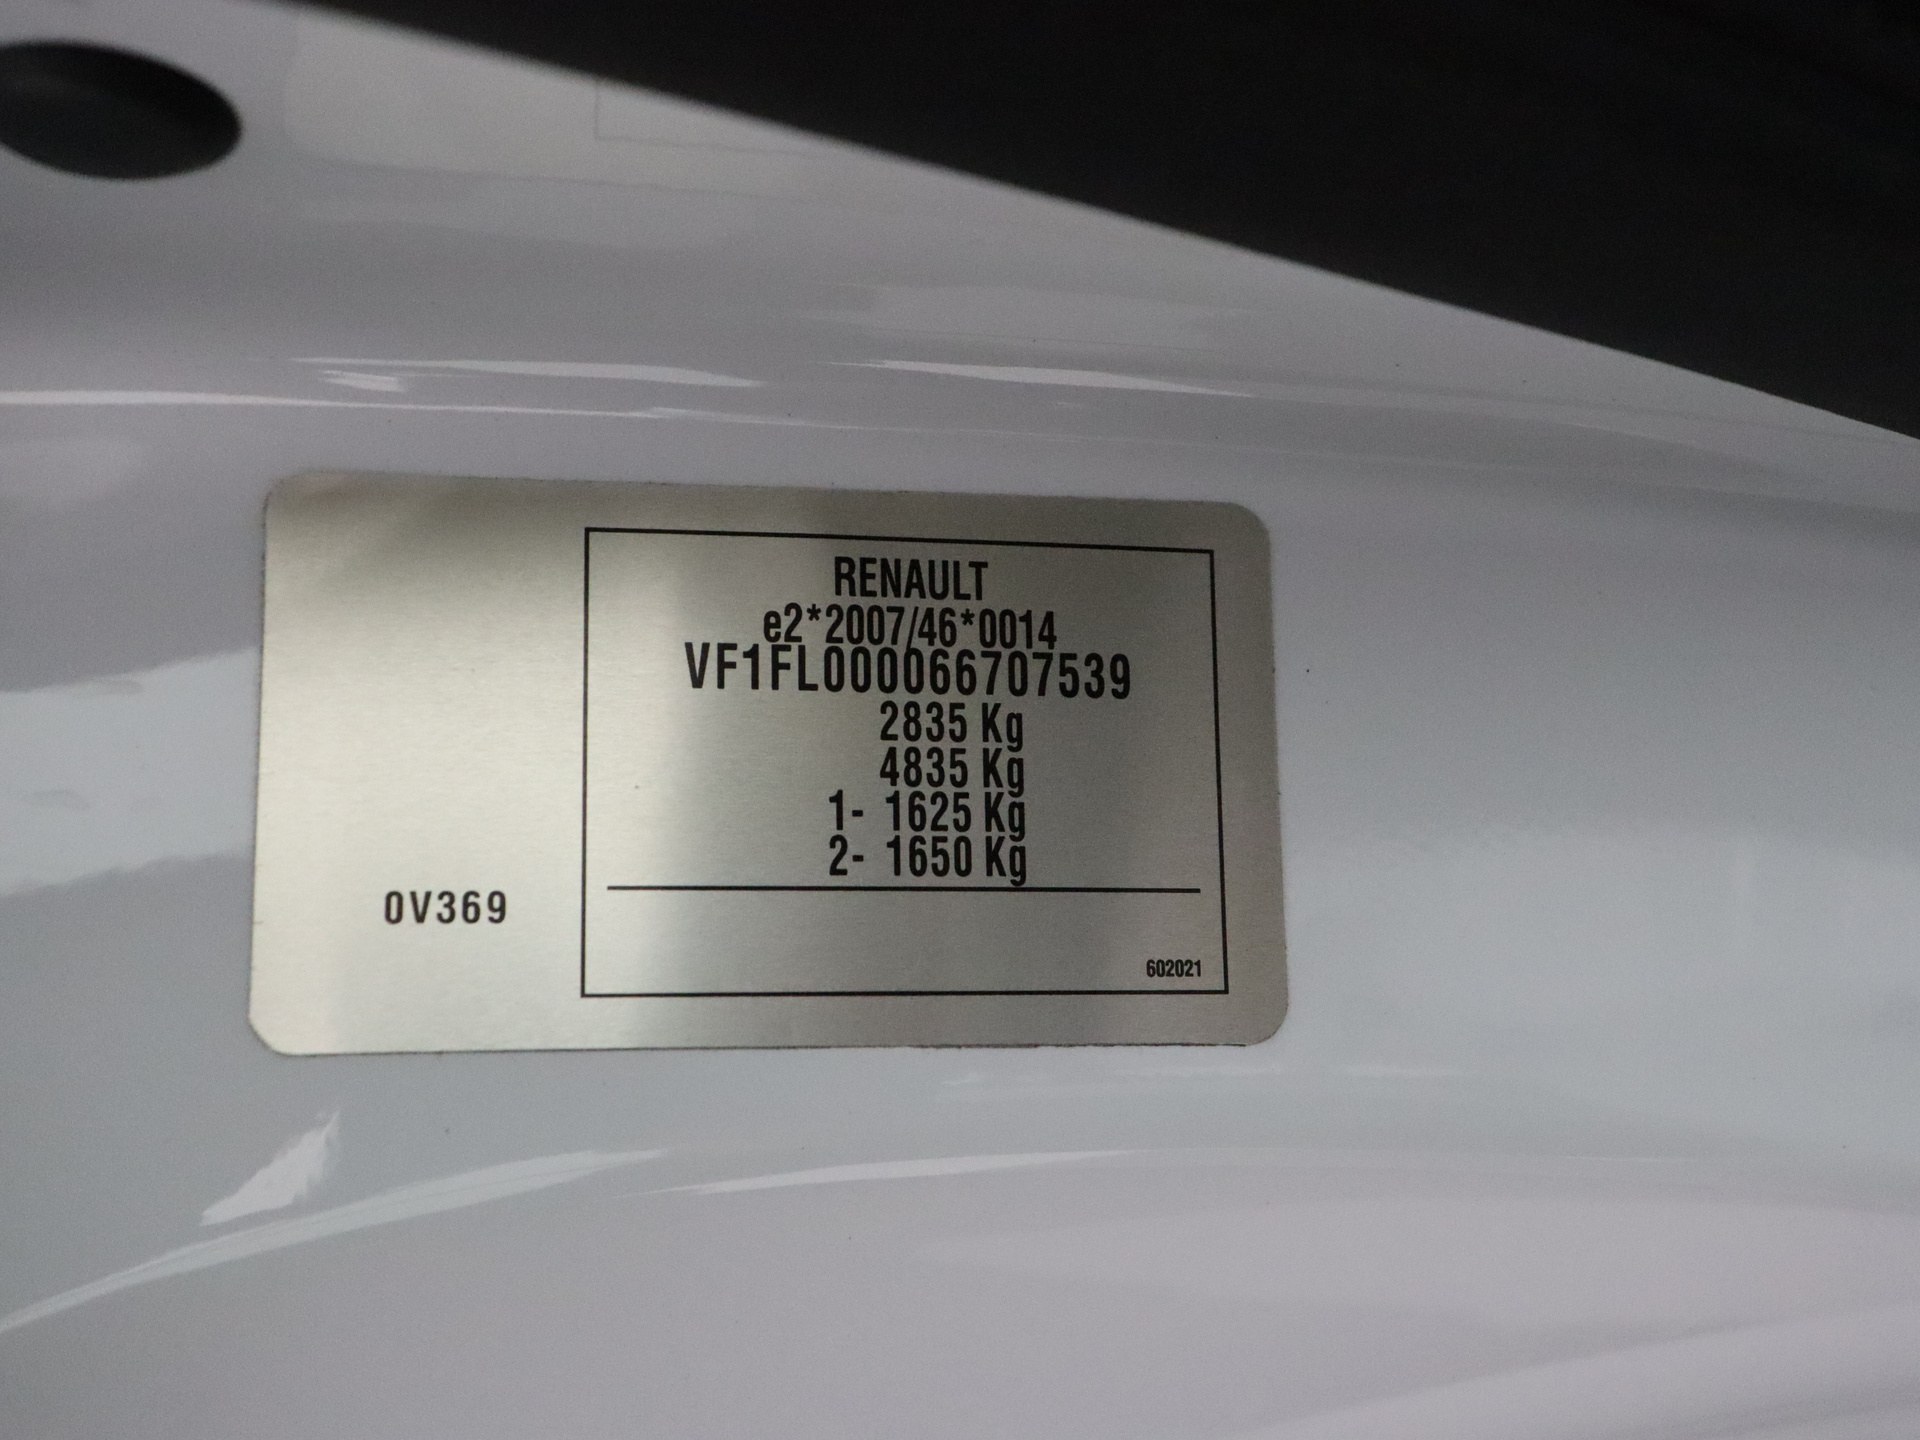 RENAULT
e2*2007/46*0014
VF1FL000066707539
2835 Kg
4835 Kg
1- 1625 Kg
2- 1650 Kg
0V369
602021